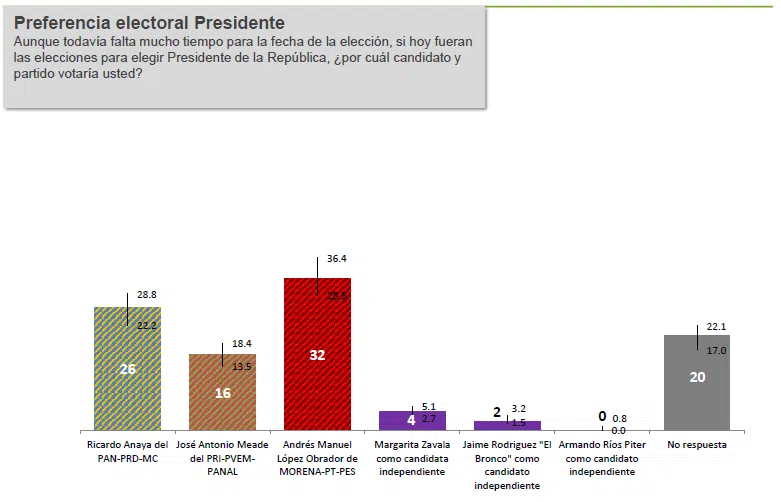 Preferencia electoral Presidente
Aunque todavía falta mucho tiempo para la fecha de la elección, si hoy fueran
las elecciones para elegir Presidente de la República, ¿por cuál candidato y
partido votaría usted?
36.4
28.5
32
28.8
22.2
26
18.4
13.5
16
5.1
2.7
4
2
3.2
1.5
0
0.8
0.0
22.1
17.0
20
Ricardo Anaya del
PAN-PRD-MC
José Antonio Meade
del PRI-PVEM-
PANAL
Andrés Manuel
López Obrador de
MORENA-PT-PES
Margarita Zavala
como candidata
independiente
Jaime Rodriguez "El
Bronco" como
candidato
independiente
Armando Ríos Piter
como candidato
independiente
No respuesta